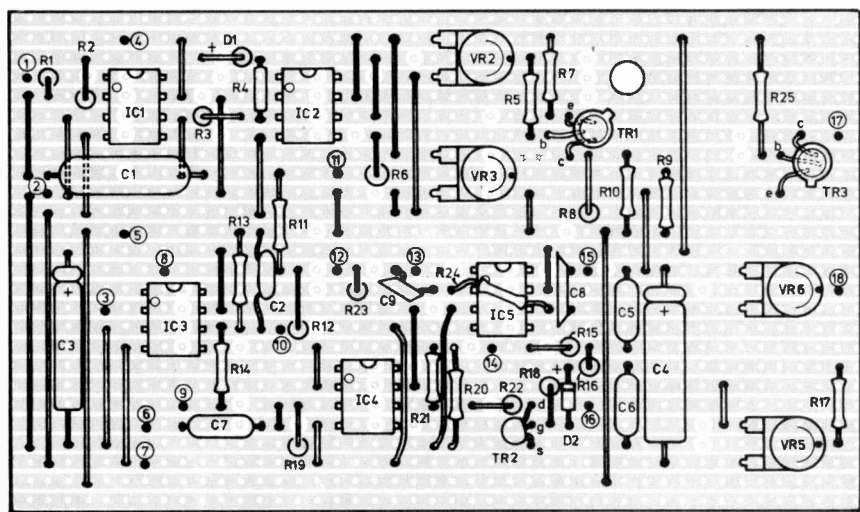 4
D1
+
VR2
R7
R2
1
R1
R4
R5
R25
IC1
IC2
e
TR1
c
17
R3
b
b
c
11
R6
VR3
C1
R10
R9
e
TR3
2
R8
R11
5
R13
8
12
13
R24
15
VR6
18
C9
C8
+
C2
R23
IC5
C5
+
3
IC3
R12
C3
10
R15
14
R14
+
R18
R16
C4
IC4
R20
R22
R21
d
R17
9
C6
16
6
C7
g
D2
VR5
TR2
s
7
R19